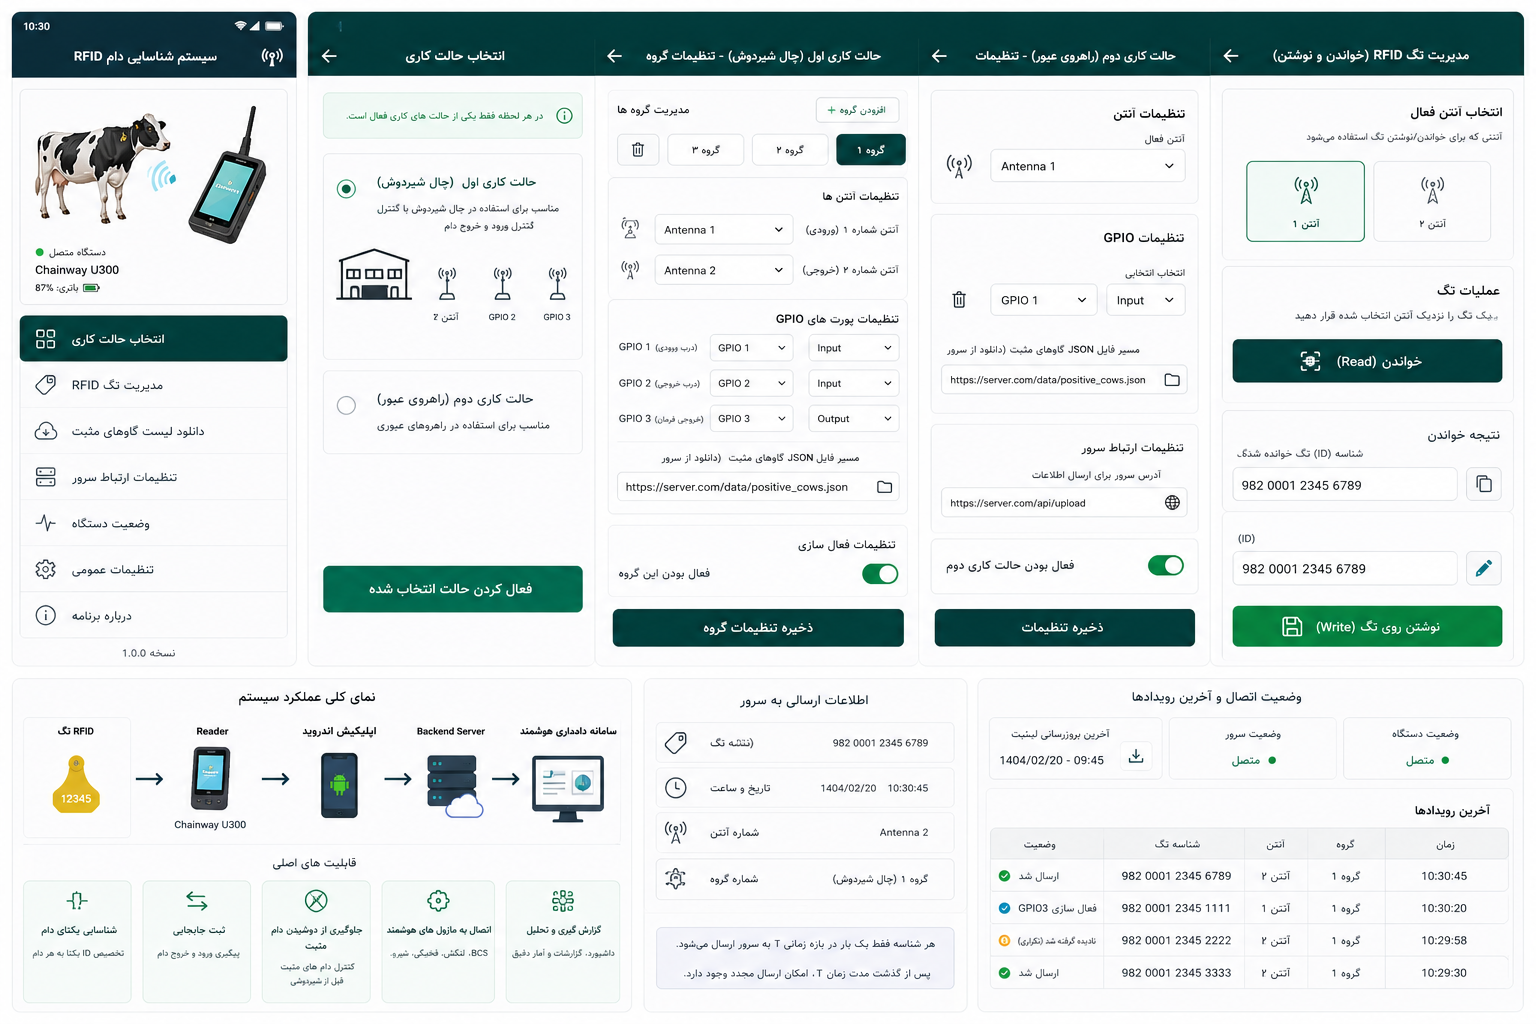 10:30
سیستم شناسایی دام RFID
دستگاه متصل
Chainway U300
باتری: 87%
انتخاب حالت کاری
مدیریت تگ RFID
دانلود لیست گاوهای مثبت
تنظیمات ارتباط سرور
وضعیت دستگاه
تنظیمات عمومی
درباره برنامه
نسخه 1.0.0
انتخاب حالت کاری
در هر لحظه فقط یکی از حالت های کاری فعال است.
حالت کاری اول (چال شیردوش)
مناسب برای استفاده در چال شیردوش با کنترل
کنترل ورود و خروج دام
آنتن 2
GPIO 2
GPIO 3
حالت کاری دوم (راهروی عبور)
مناسب برای استفاده در راهروهای عبوری
فعال کردن حالت انتخاب شده
حالت کاری اول (چال شیردوش) - تنظیمات گروه
مدیریت گروه ها
افزودن گروه +
گروه ۱
گروه ۲
گروه ۳
تنظیمات آنتن ها
آنتن شماره ۱ (ورودی)
Antenna 1
آنتن شماره ۲ (خروجی)
Antenna 2
تنظیمات پورت های GPIO
GPIO 1 (درب ورودی) GPIO 1 Input
GPIO 2 (درب خروجی) GPIO 2 Input
GPIO 3 (خروجی فرمان) GPIO 3 Output
مسیر فایل JSON گاوهای مثبت (دانلود از سرور
https://server.com/data/positive_cows.json
تنظیمات فعال سازی
فعال بودن این گروه
ذخیره تنظیمات گروه
حالت کاری دوم (راهروی عبور) - تنظیمات
تنظیمات آنتن
آنتن فعال
Antenna 1
تنظیمات GPIO
انتخاب انتخابی
GPIO 1 Input
مسیر فایل JSON گاوهای مثبت (دانلود از سرور
https://server.com/data/positive_cows.json
تنظیمات ارتباط سرور
آدرس سرور برای ارسال اطلاعات
https://server.com/api/upload
فعال بودن حالت کاری دوم
ذخیره تنظیمات
مدیریت تگ RFID (خواندن و نوشتن)
انتخاب آنتن فعال
آنتنی که برای خواندن/نوشتن تگ استفاده می‌شود
آنتن ۱
آنتن ۲
عملیات تگ
یک تگ را نزدیک آنتن انتخاب شده قرار دهید
خواندن (Read)
نتیجه خواندن
شناسه (ID) تگ خوانده شده
982 0001 2345 6789
(ID)
982 0001 2345 6789
نوشتن روی تگ (Write)
نمای کلی عملکرد سیستم
تگ RFID
Reader
اپلیکیش اندروید
Backend Server
سامانه دامداری هوشمند
12345
Chainway U300
قابلیت های اصلی
شناسایی یکتای دام
تخصیص ID یکتا به هر دام
ثبت جابجایی
پیگیری ورود و خروج دام
جلوگیری از دوشیدن دام
مثبت
کنترل دام های مثبت
قبل از شیردوشی
اتصال به ماژول های هوشمند
BCS، لنگش،
گزارش گیری و تحلیل
داشبورد، گزارشات و آمار دقیق
اطلاعات ارسالی به سرور
تگ 982 0001 2345 6789
تاریخ و ساعت 1404/02/20 10:30:45
شماره آنتن Antenna 2
شماره گروه گروه ۱ (چال شیردوش)
هر شناسه فقط یک بار در بازه زمانی T به سرور ارسال می‌شود.
پس از گذشت مدت زمان T، امکان ارسال مجدد وجود دارد.
وضعیت اتصال و آخرین رویدادها
وضعیت دستگاه
متصل
وضعیت سرور
متصل
آخرین بروزرسانی لیست
1404/02/20 - 09:45
آخرین رویدادها
زمان گروه آنتن شناسه تگ وضعیت
10:30:45 گروه ۱ آنتن ۲ 982 0001 2345 6789 ارسال شد
10:30:20 گروه ۱ آنتن ۱ 982 0001 2345 1111 فعال سازی GPIO3
10:29:58 گروه ۱ آنتن ۲ 982 0001 2345 2222 نادیده گرفته شد (تکراری)
10:29:30 گروه ۱ آنتن ۲ 982 0001 2345 3333 ارسال شد